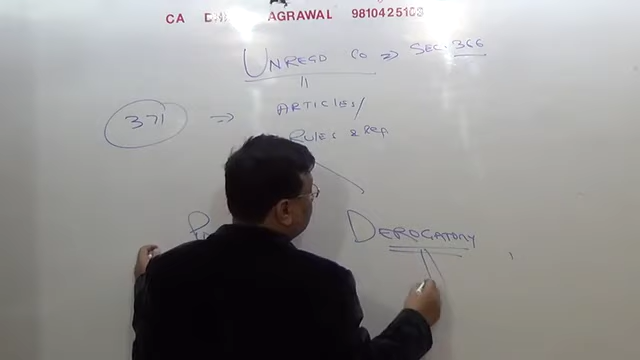 CA AGRAWAL 9810425103
UNREGD CO ⇒ SEC. 366
ARTICLES/
371 ⇒
RULES & REG
DEROGATORY